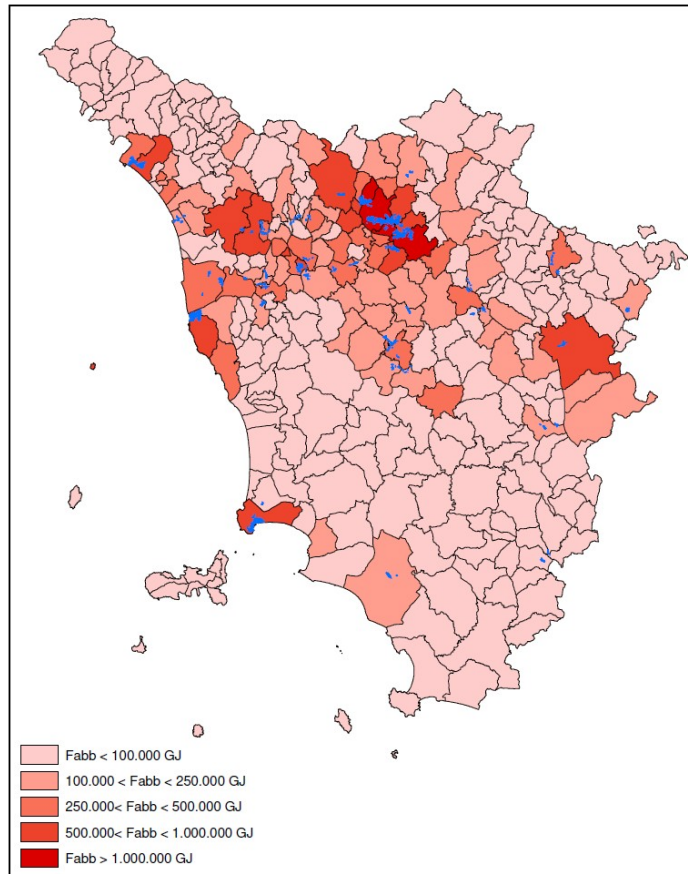 Fabb < 100.000 GJ
100.000 < Fabb < 250.000 GJ
250.000< Fabb < 500.000 GJ
500.000< Fabb < 1.000.000 GJ
Fabb > 1.000.000 GJ